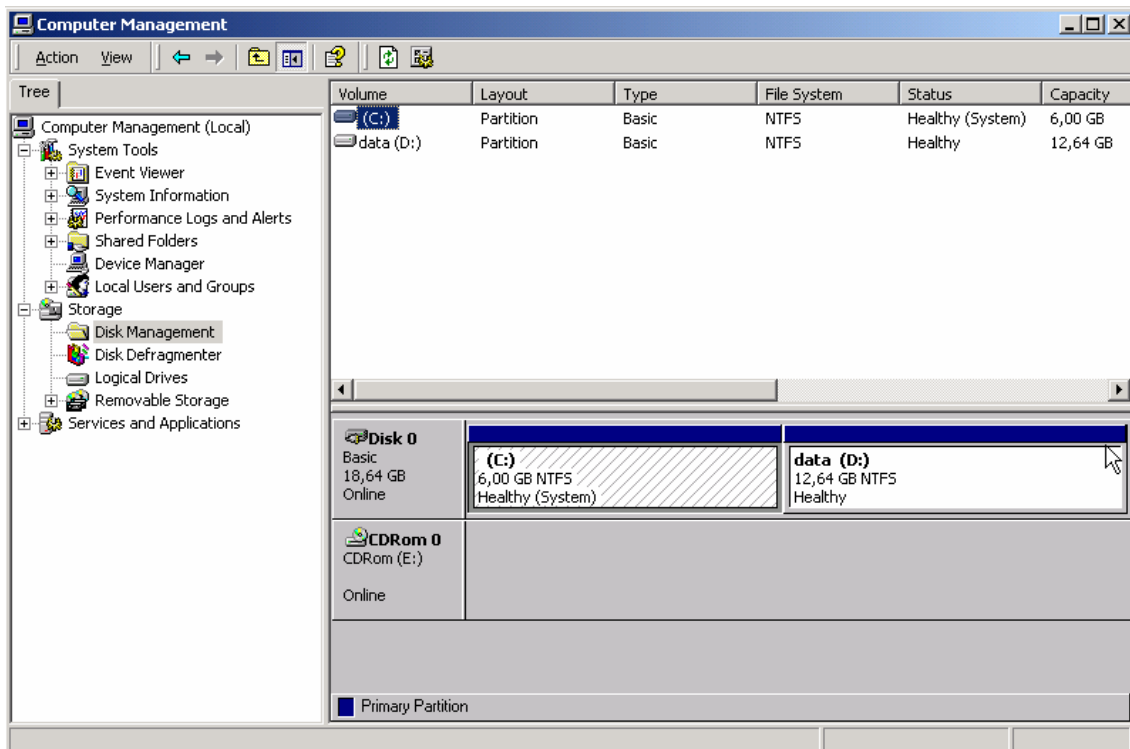 Computer Management
Action View
Tree
Computer Management (Local)
System Tools
Event Viewer
System Information
Performance Logs and Alerts
Shared Folders
Device Manager
Local Users and Groups
Storage
Disk Management
Disk Defragmenter
Logical Drives
Removable Storage
Services and Applications
Volume Layout Type File System Status Capacity
(C:) Partition Basic NTFS Healthy (System) 6,00 GB
data (D:) Partition Basic NTFS Healthy 12,64 GB
Disk 0
Basic
18,64 GB
Online
(C:)
6,00 GB NTFS
Healthy (System)
data (D:)
12,64 GB NTFS
Healthy
CDRom 0
CDRom (E:)
Online
Primary Partition